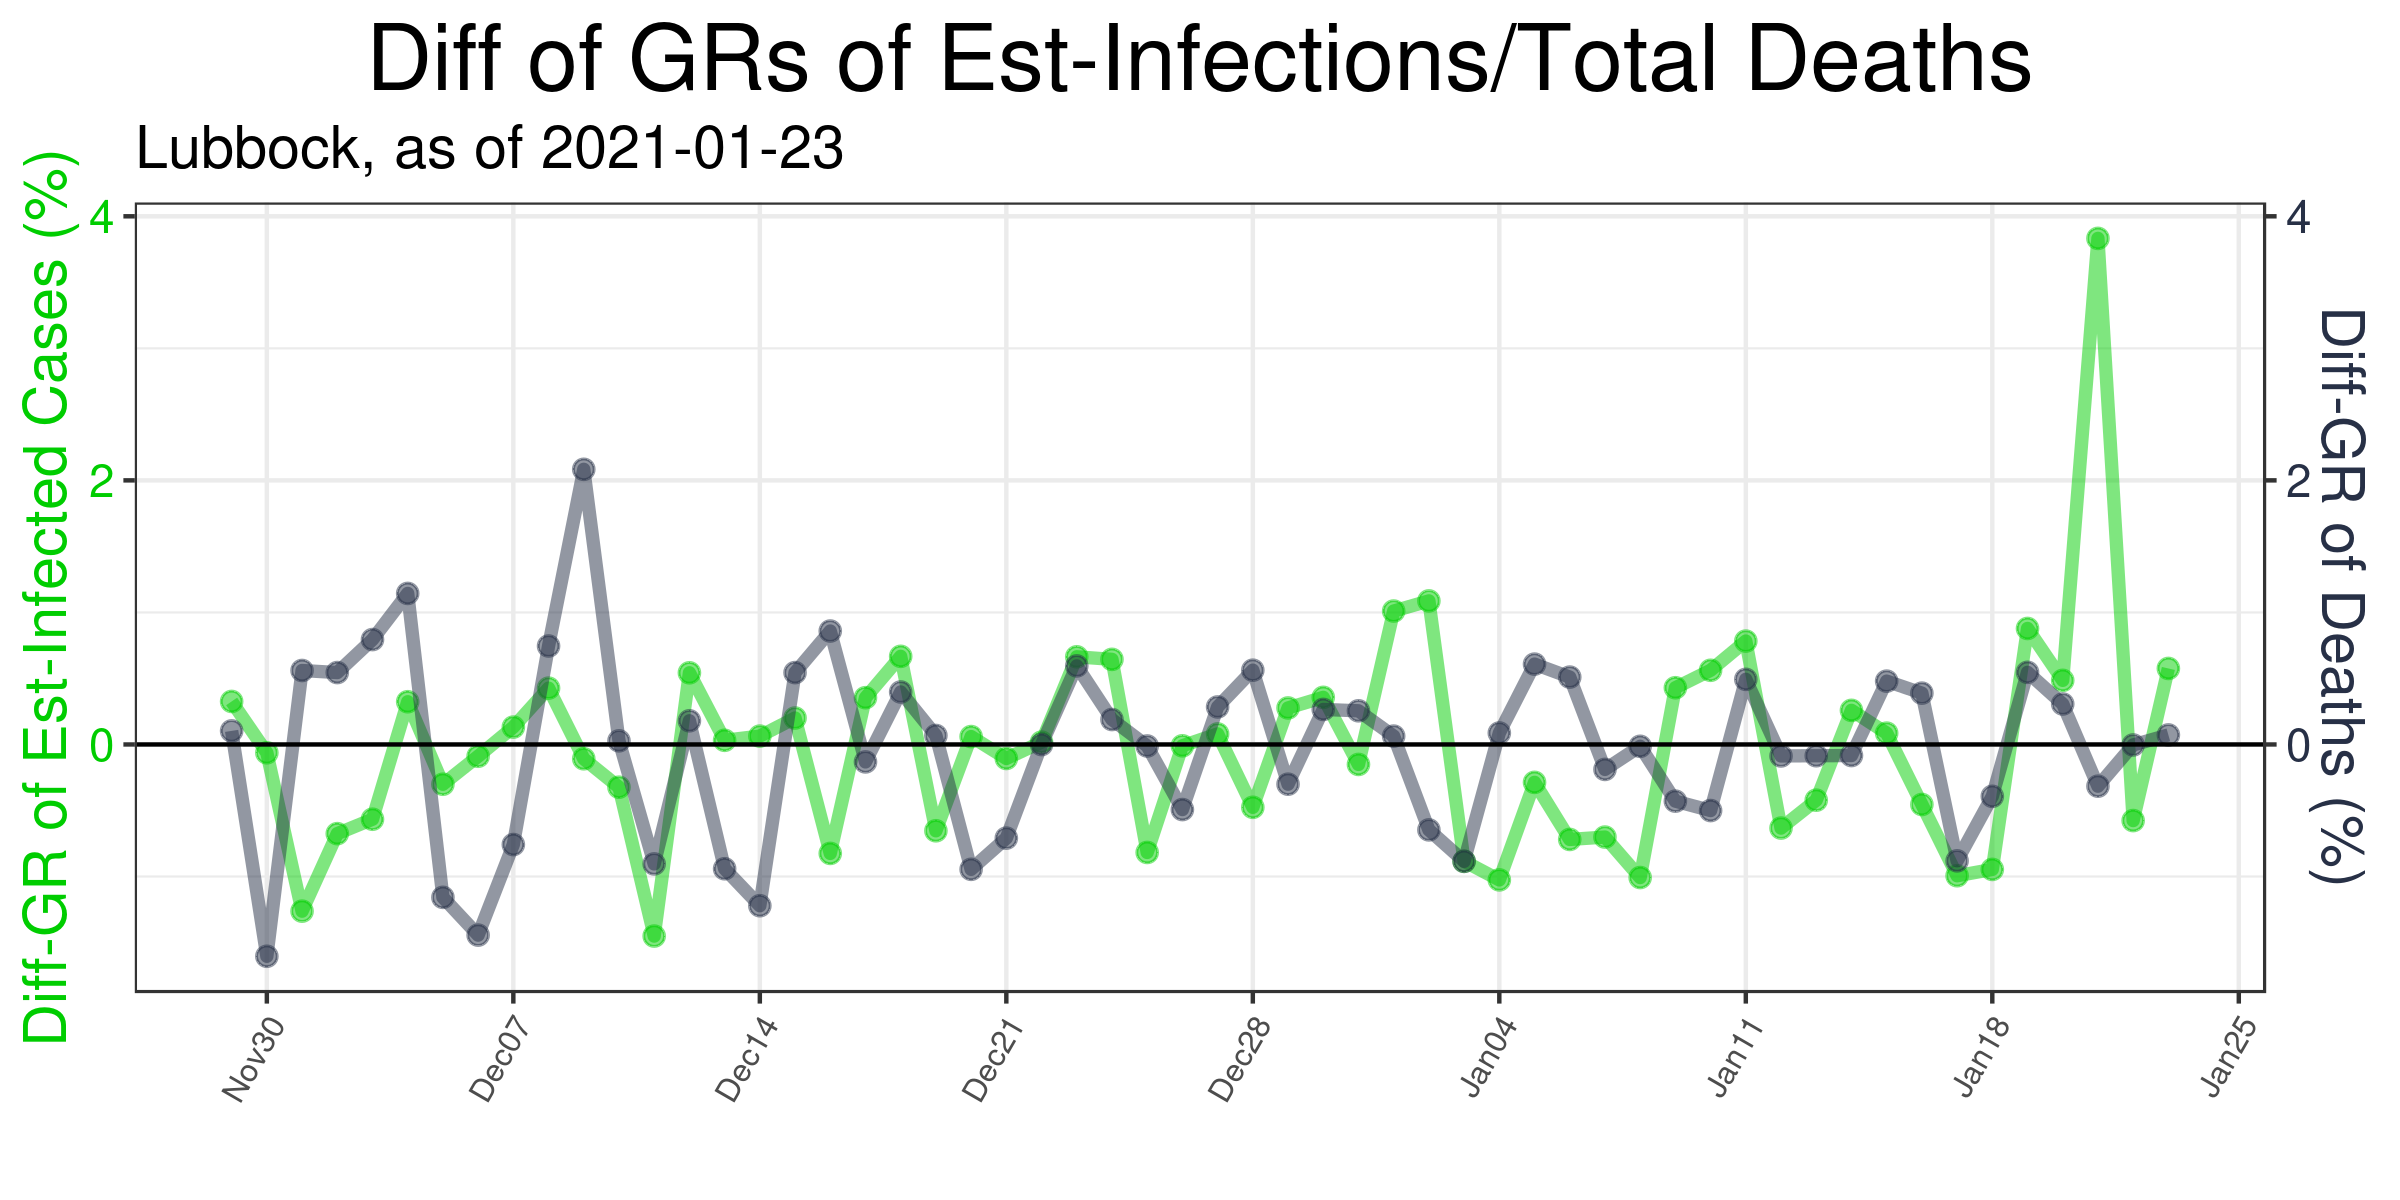 Diff of GRs of Est-Infections/Total Deaths
Lubbock, as of 2021-01-23
Diff-GR of Est-Infected Cases (%)
4
2
0
4
2
0
Diff-GR of Deaths (%)
Nov30
Dec07
Dec14
Dec21
Dec28
Jan04
Jan11
Jan18
Jan25